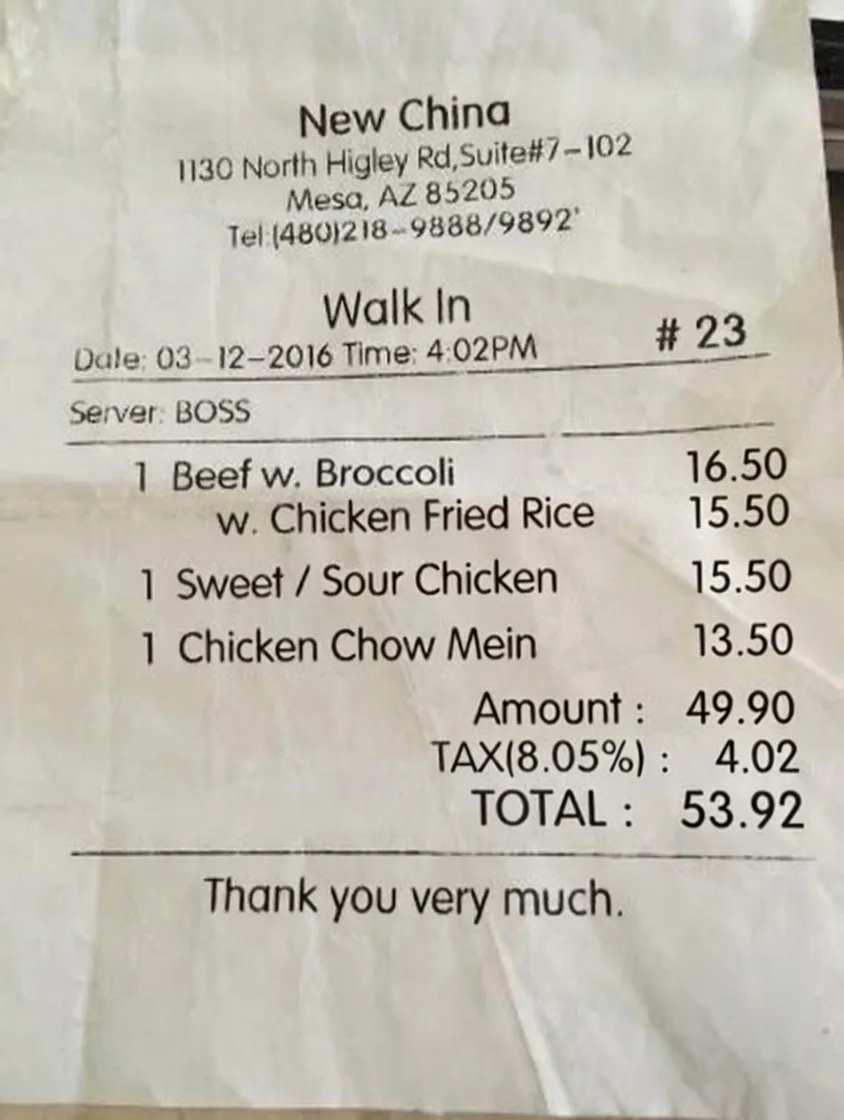 New China
1130 North Higley Rd,Suite#7-102
Mesa, AZ 85205
Tel:(480)218-9888/9892'
Walk In
# 23
Date: 03-12-2016 Time: 4:02PM
Server: BOSS
1 Beef w. Broccoli 16.50
w. Chicken Fried Rice 15.50
1 Sweet / Sour Chicken 15.50
1 Chicken Chow Mein 13.50
Amount : 49.90
TAX(8.05%) : 4.02
TOTAL : 53.92
Thank you very much.